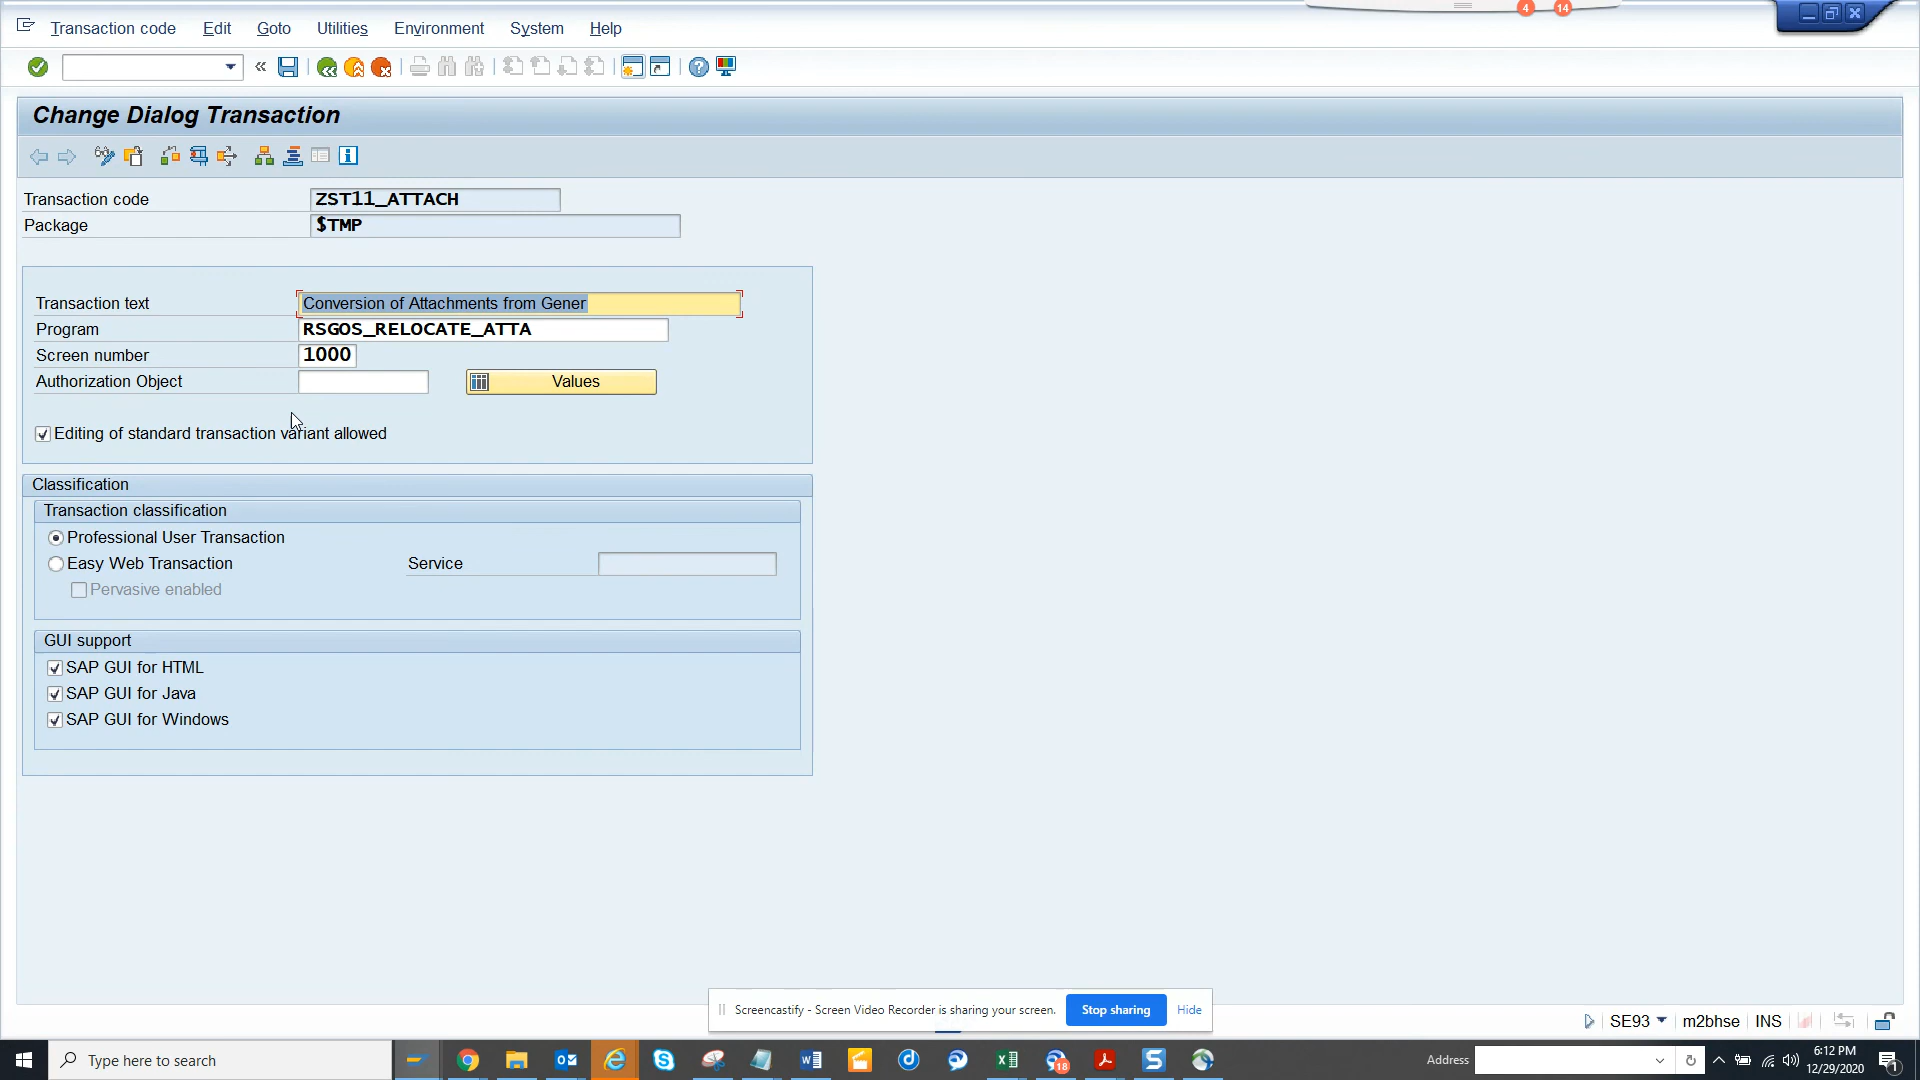 4 14
Transaction code Edit Goto Utilities Environment System Help
Change Dialog Transaction
Transaction code ZST11_ATTACH
Package $TMP
Transaction text Conversion of Attachments from Gener
Program RSGOS_RELOCATE_ATTA
Screen number 1000
Authorization Object Values
Editing of standard transaction variant allowed
Classification
Transaction classification
Professional User Transaction
Easy Web Transaction Service
Pervasive enabled
GUI support
SAP GUI for HTML
SAP GUI for Java
SAP GUI for Windows
Screencastify - Screen Video Recorder is sharing your screen. Stop sharing Hide
SE93 m2bhse INS
Type here to search 18 Address 6:12 PM
12/29/2020 1